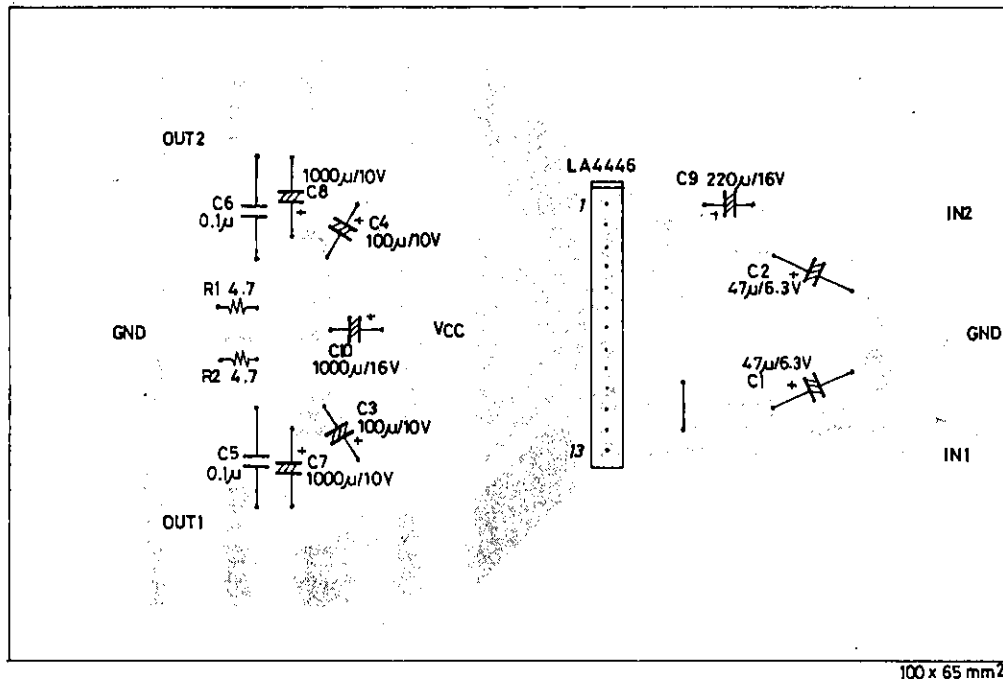 OUT2
1000μ/10V
C8
C6
0.1μ
C4
100μ/10V
LA4446
1
C9 220μ/16V
IN2
C2
47μ/6.3V
R1 4.7
GND
VCC
C10
1000μ/16V
GND
R2 4.7
47μ/6.3V
C1
C3
100μ/10V
C5
0.1μ
C7
1000μ/10V
13
IN1
OUT1
100 x 65 mm²